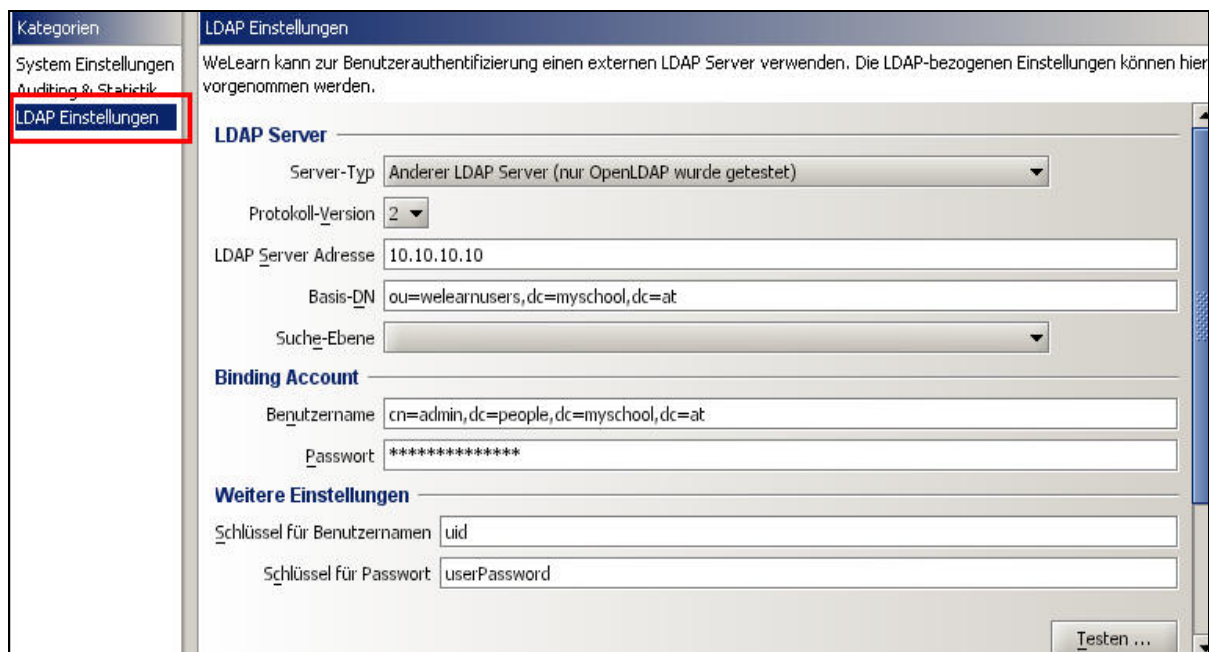 Kategorien
System Einstellungen
Auditing & Statistik
LDAP Einstellungen
LDAP Einstellungen
WeLearn kann zur Benutzerauthentifizierung einen externen LDAP Server verwenden. Die LDAP-bezogenen Einstellungen können hier
vorgenommen werden.
LDAP Server
Server-Typ Anderer LDAP Server (nur OpenLDAP wurde getestet)
Protokoll-Version 2
LDAP Server Adresse 10.10.10.10
Basis-DN ou=welearnusers,dc=myschool,dc=at
Suche-Ebene
Binding Account
Benutzername cn=admin,dc=people,dc=myschool,dc=at
Passwort **************
Weitere Einstellungen
Schlüssel für Benutzernamen uid
Schlüssel für Passwort userPassword
Testen ...